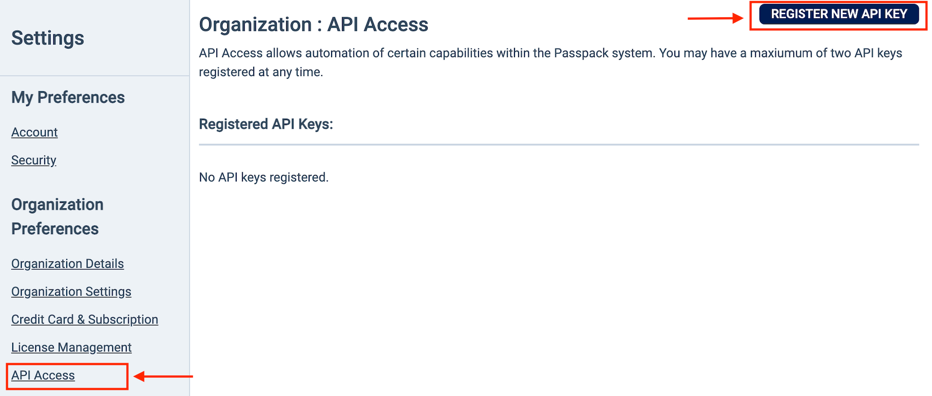 Settings
My Preferences
Account
Security
Organization
Preferences
Organization Details
Organization Settings
Credit Card & Subscription
License Management
API Access
REGISTER NEW API KEY
Organization : API Access
API Access allows automation of certain capabilities within the Passpack system. You may have a maxiumum of two API keys
registered at any time.
Registered API Keys:
No API keys registered.